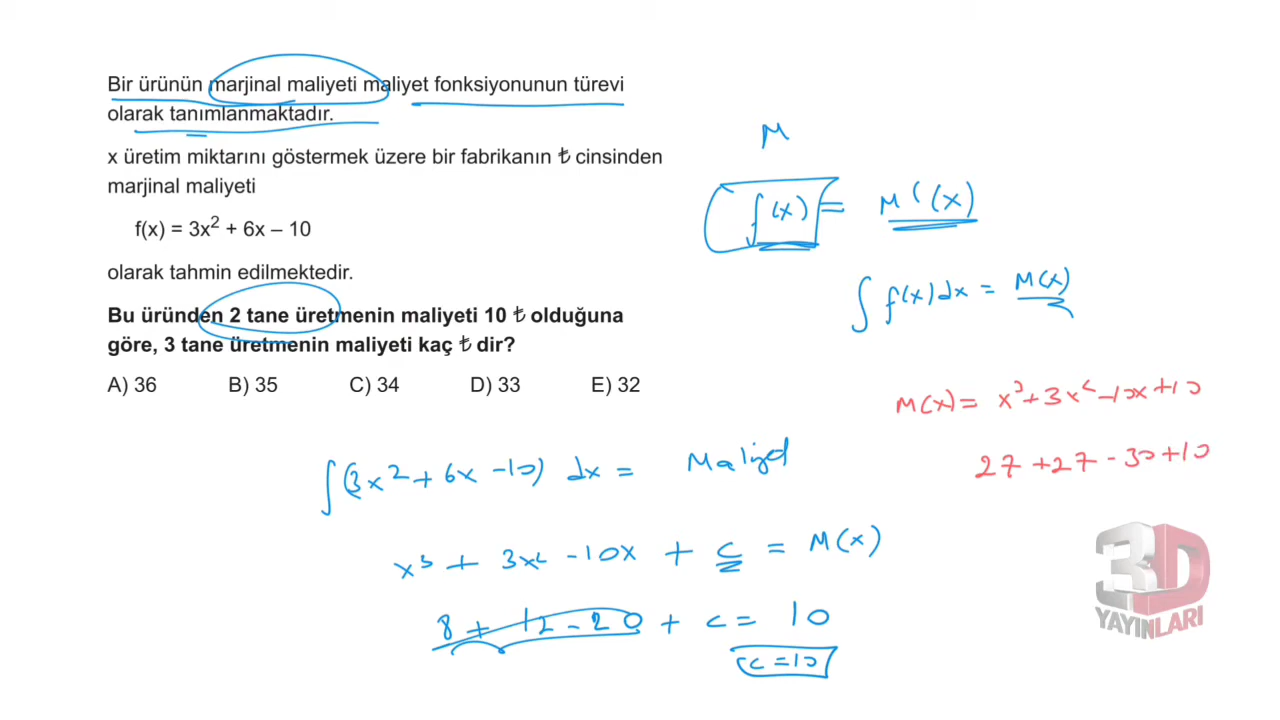 Bir ürünün marjinal maliyeti maliyet fonksiyonunun türevi
olarak tanımlanmaktadır.
x üretim miktarını göstermek üzere bir fabrikanın ₺ cinsinden
marjinal maliyeti
f(x) = 3x² + 6x – 10
olarak tahmin edilmektedir.
Bu üründen 2 tane üretmenin maliyeti 10 ₺ olduğuna
göre, 3 tane üretmenin maliyeti kaç ₺ dir?
A) 36 B) 35 C) 34 D) 33 E) 32
M
f(x) = M'(x)
∫ f(x) dx = M(x)
∫ (3x² + 6x - 10) dx = Maliyet
x³ + 3x² - 10x + c = M(x)
8 + 12 - 20 + c = 10
c = 10
M(x) = x³ + 3x² - 10x + 10
27 + 27 - 30 + 10
3D
YAYINLARI